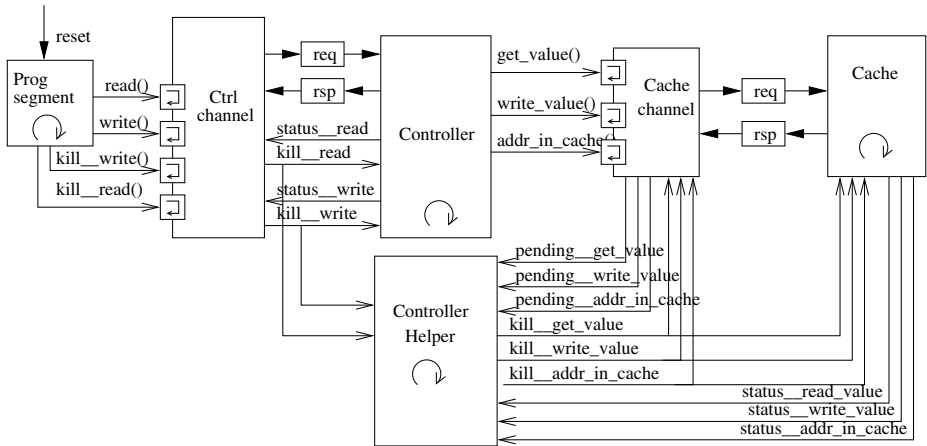 reset
Prog
segment
read()
write()
kill__write()
kill__read()
Ctrl
channel
req
rsp
status__read
kill__read
status__write
kill__write
Controller
get_value()
write_value()
addr_in_cache()
Cache
channel
req
rsp
Cache
Controller
Helper
pending__get_value
pending__write_value
pending__addr_in_cache
kill__get_value
kill__write_value
kill__addr_in_cache
status__read_value
status__write_value
status__addr_in_cache